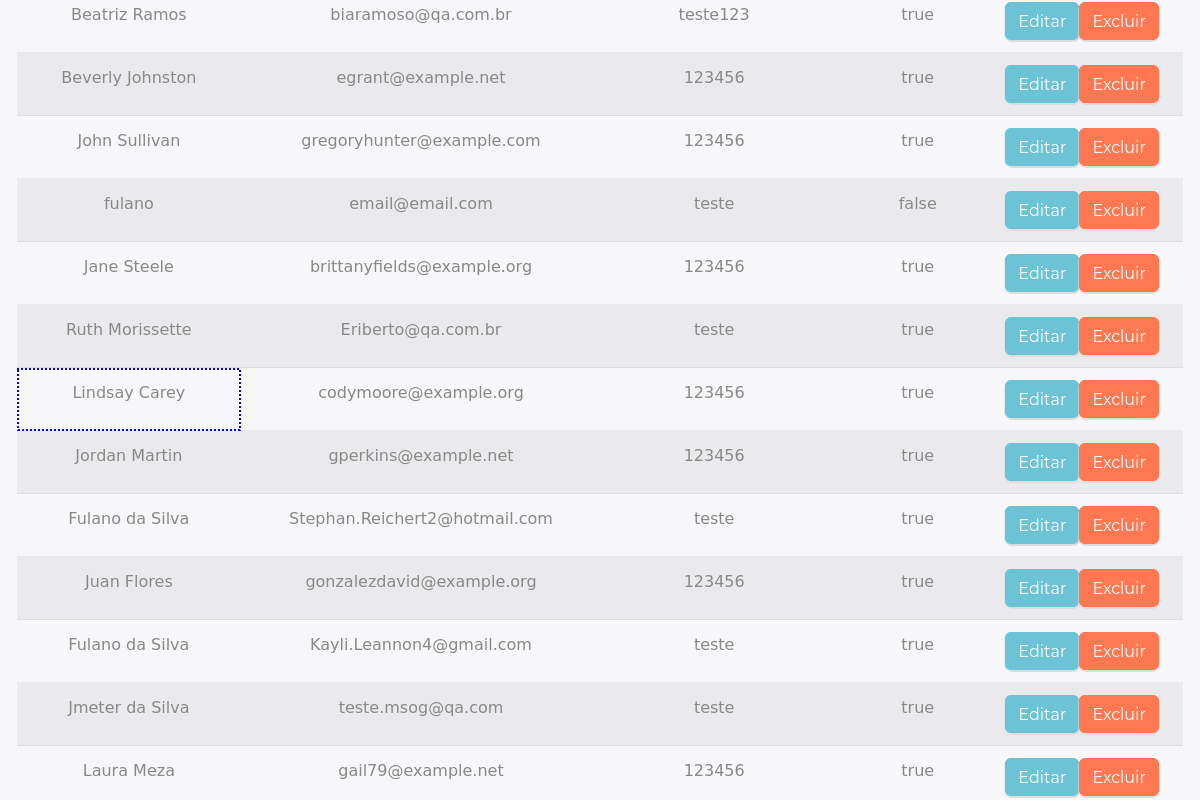 Beatriz Ramos biaramoso@qa.com.br teste123 true Editar Excluir
Beverly Johnston egrant@example.net 123456 true Editar Excluir
John Sullivan gregoryhunter@example.com 123456 true Editar Excluir
fulano email@email.com teste false Editar Excluir
Jane Steele brittanyfields@example.org 123456 true Editar Excluir
Ruth Morissette Eriberto@qa.com.br teste true Editar Excluir
Lindsay Carey codymoore@example.org 123456 true Editar Excluir
Jordan Martin gperkins@example.net 123456 true Editar Excluir
Fulano da Silva Stephan.Reichert2@hotmail.com teste true Editar Excluir
Juan Flores gonzalezdavid@example.org 123456 true Editar Excluir
Fulano da Silva Kayli.Leannon4@gmail.com teste true Editar Excluir
Jmeter da Silva teste.msog@qa.com teste true Editar Excluir
Laura Meza gail79@example.net 123456 true Editar Excluir